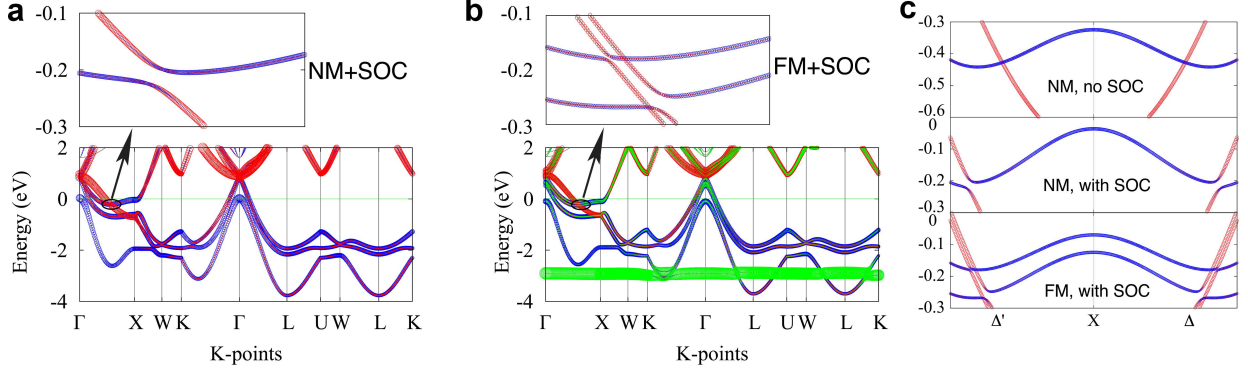 a
-0.1
-0.2
-0.3
NM+SOC
2
0
-2
-4
Energy (eV)
Γ X W K Γ L U W L K
K-points
b
-0.1
-0.2
-0.3
FM+SOC
2
0
-2
-4
Energy (eV)
Γ X W K Γ L U W L K
K-points
c
-0.3
-0.4
-0.5
-0.6
NM, no SOC
0
-0.1
-0.2
-0.3
NM, with SOC
0
-0.1
-0.2
-0.3
FM, with SOC
Δ' X Δ